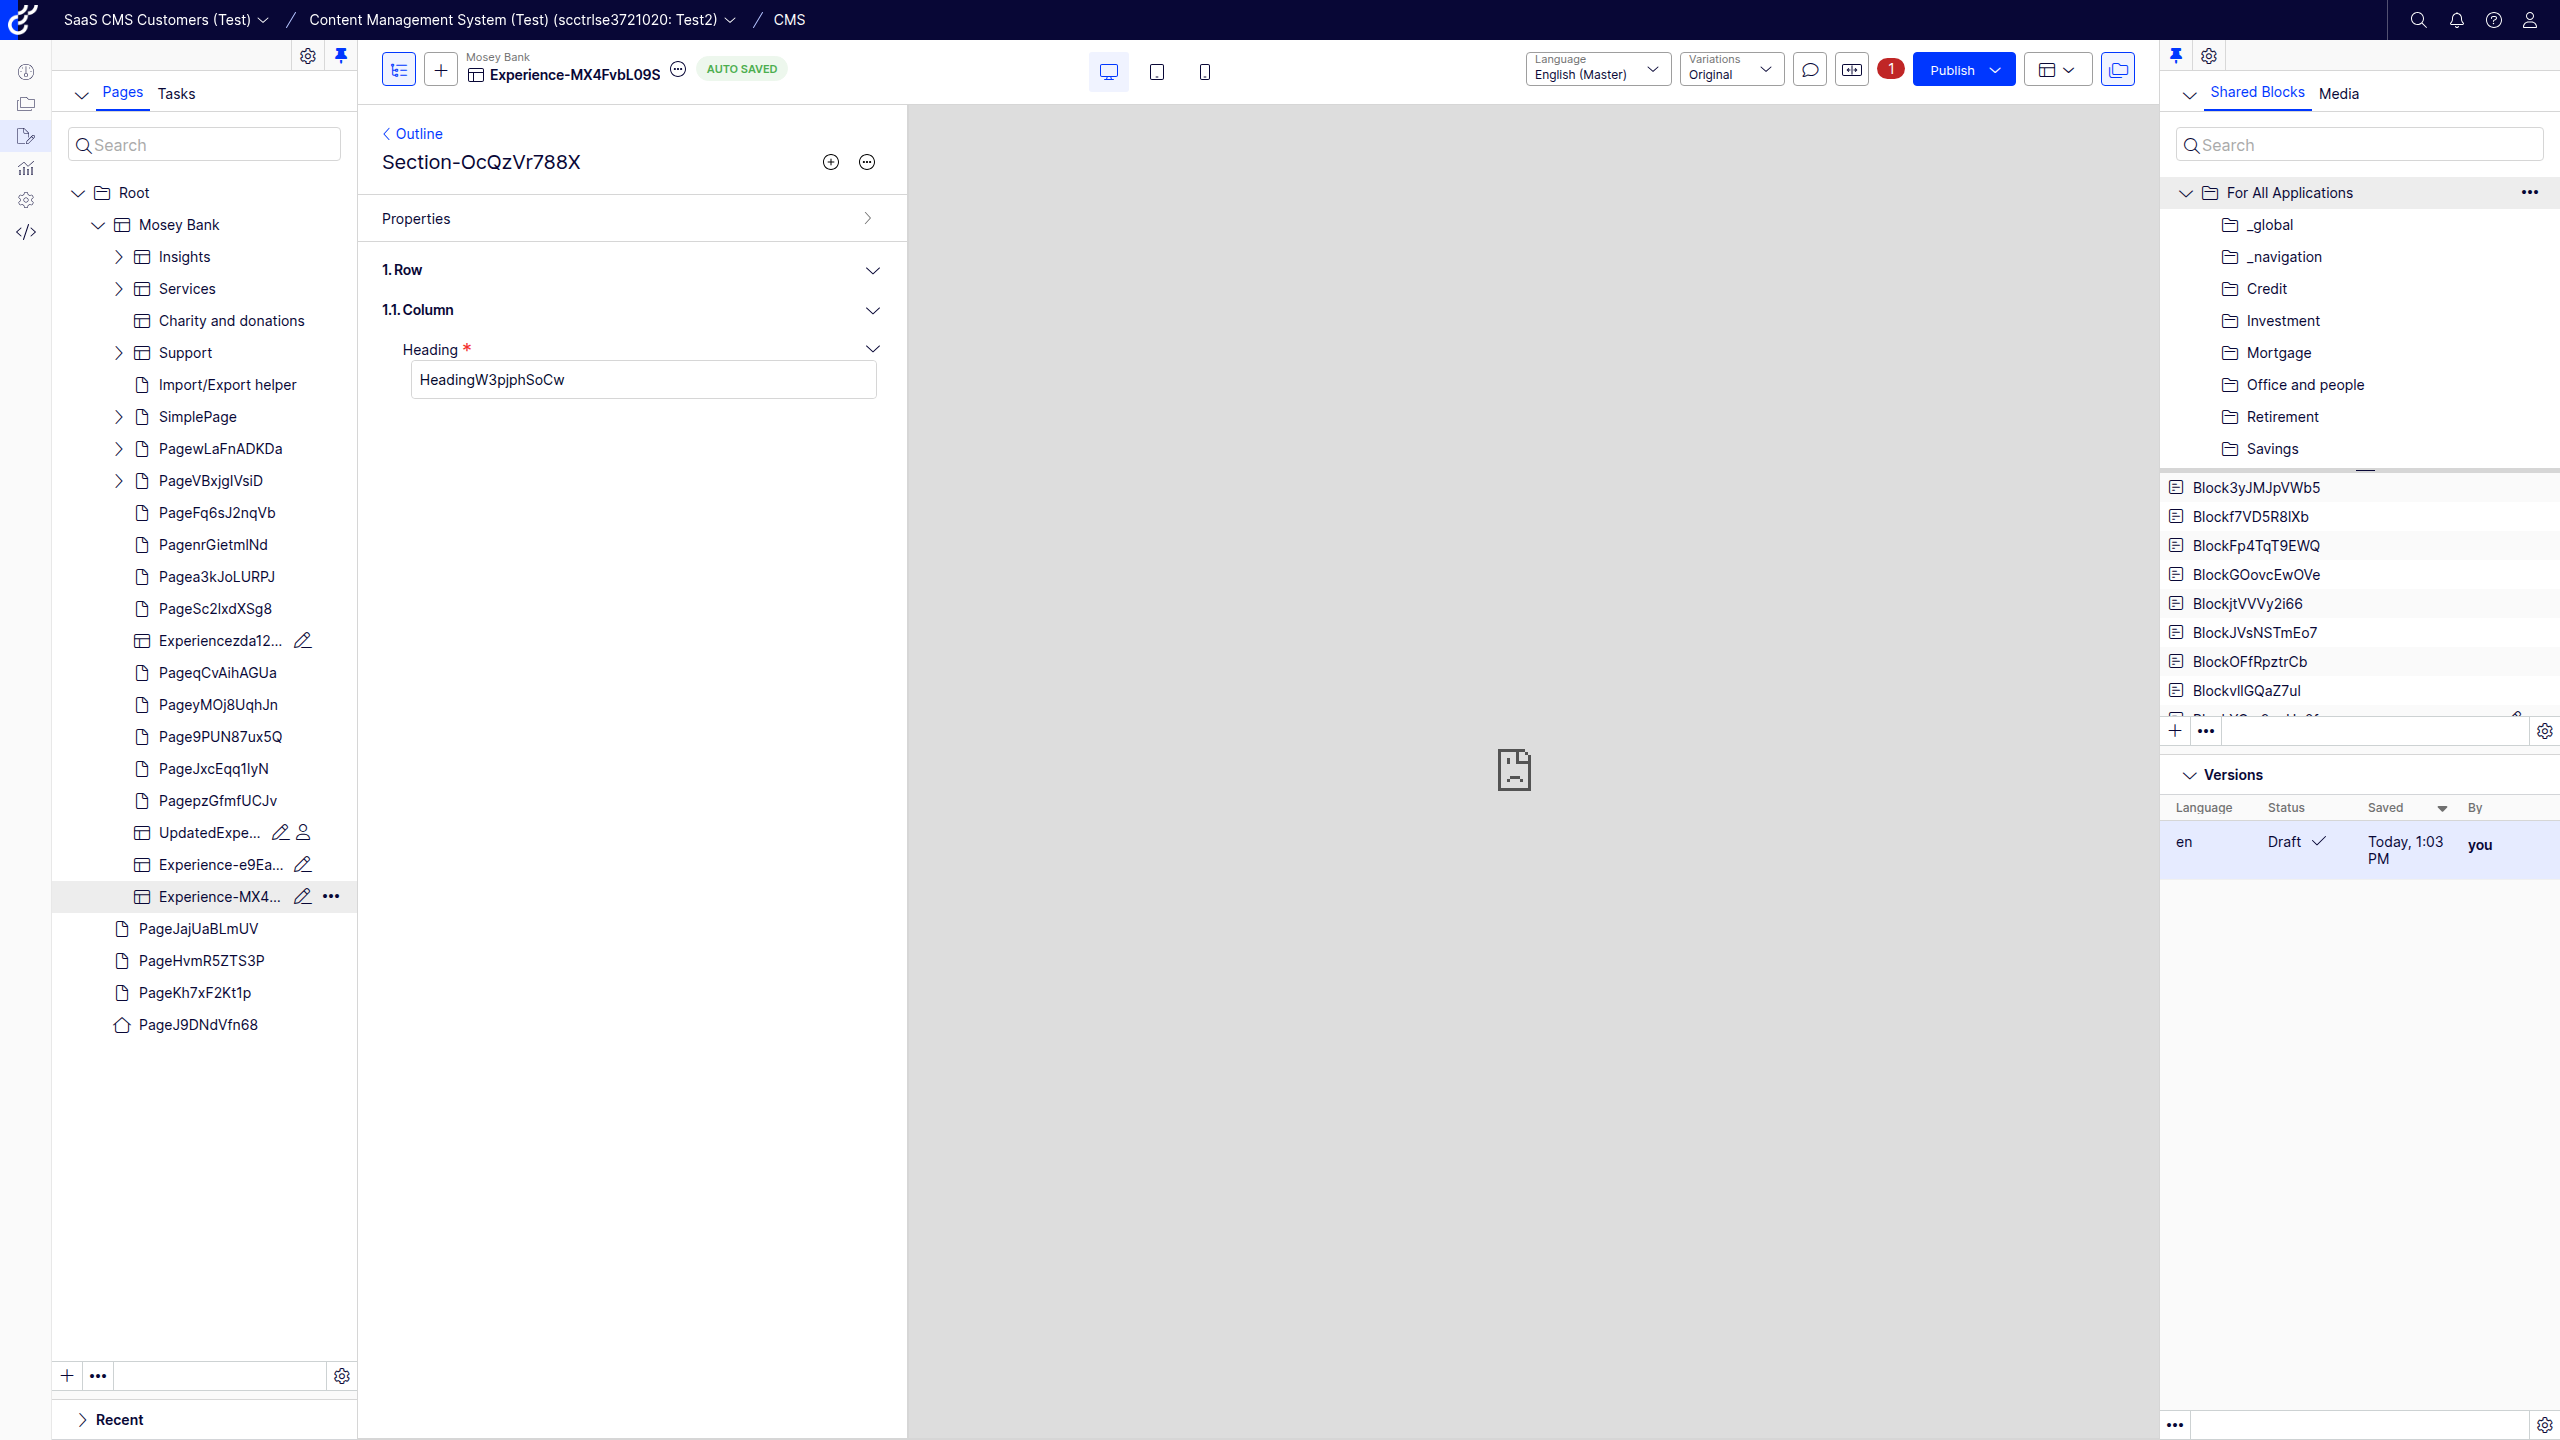 SaaS CMS Customers (Test)
Content Management System (Test) (scctrlse3721020: Test2)
CMS
Pages
Tasks
Search
Root
Mosey Bank
Insights
Services
Charity and donations
Support
Import/Export helper
SimplePage
PagewLaFnADKDa
PageVBxjglVsiD
PageFq6sJ2nqVb
PagenrGietmlNd
Pagea3kJoLURPJ
PageSc2lxdXSg8
Experiencezda12...
PageqCvAihAGUa
PageyMOj8UqhJn
Page9PUN87ux5Q
PageJxcEqq1lyN
PagepzGfmfUCJv
UpdatedExpe...
Experience-e9Ea...
Experience-MX4...
PageJajUaBLmUV
PageHvmR5ZTS3P
PageKh7xF2Kt1p
PageJ9DNdVfn68
Recent
Mosey Bank
Experience-MX4FvbL09S
AUTO SAVED
Language
English (Master)
Variations
Original
1
Publish
Outline
Section-OcQzVr788X
Properties
1. Row
1.1. Column
Heading *
HeadingW3pjphSoCw
Shared Blocks
Media
Search
For All Applications
_global
_navigation
Credit
Investment
Mortgage
Office and people
Retirement
Savings
Block3yJMJpVWb5
Blockf7VD5R8lXb
BlockFp4TqT9EWQ
BlockGOovcEwOVe
BlockjtVVVy2i66
BlockJVsNSTmEo7
BlockOFfRpztrCb
BlockvllGQaZ7ul
Versions
Language Status Saved By
en Draft Today, 1:03 PM you